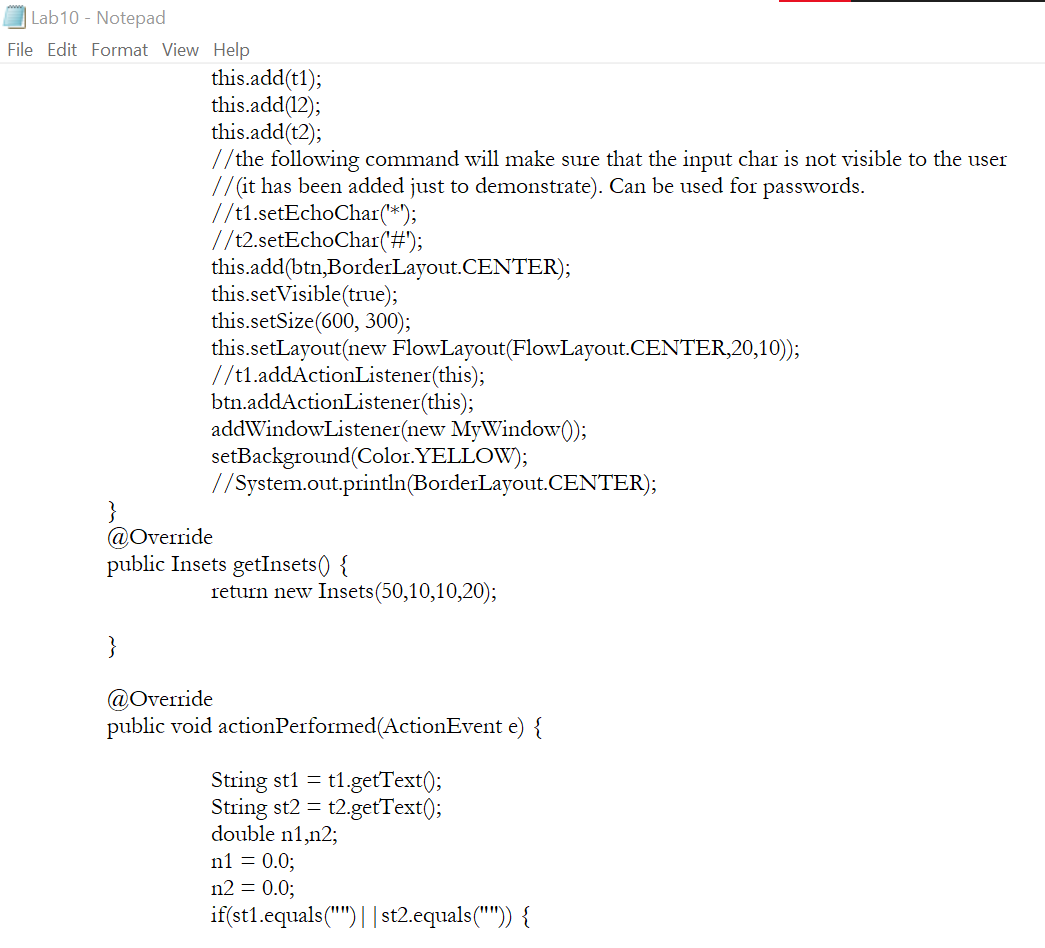 Lab10 - Notepad
File Edit Format View Help
this.add(t1);
this.add(l2);
this.add(t2);
//the following command will make sure that the input char is not visible to the user
//(it has been added just to demonstrate). Can be used for passwords.
//t1.setEchoChar('*');
//t2.setEchoChar('#');
this.add(btn,BorderLayout.CENTER);
this.setVisible(true);
this.setSize(600, 300);
this.setLayout(new FlowLayout(FlowLayout.CENTER,20,10));
//t1.addActionListener(this);
btn.addActionListener(this);
addWindowListener(new MyWindow());
setBackground(Color.YELLOW);
//System.out.println(BorderLayout.CENTER);
}
@Override
public Insets getInsets() {
return new Insets(50,10,10,20);
}
@Override
public void actionPerformed(ActionEvent e) {
String st1 = t1.getText();
String st2 = t2.getText();
double n1,n2;
n1 = 0.0;
n2 = 0.0;
if(st1.equals("")||st2.equals("")) {